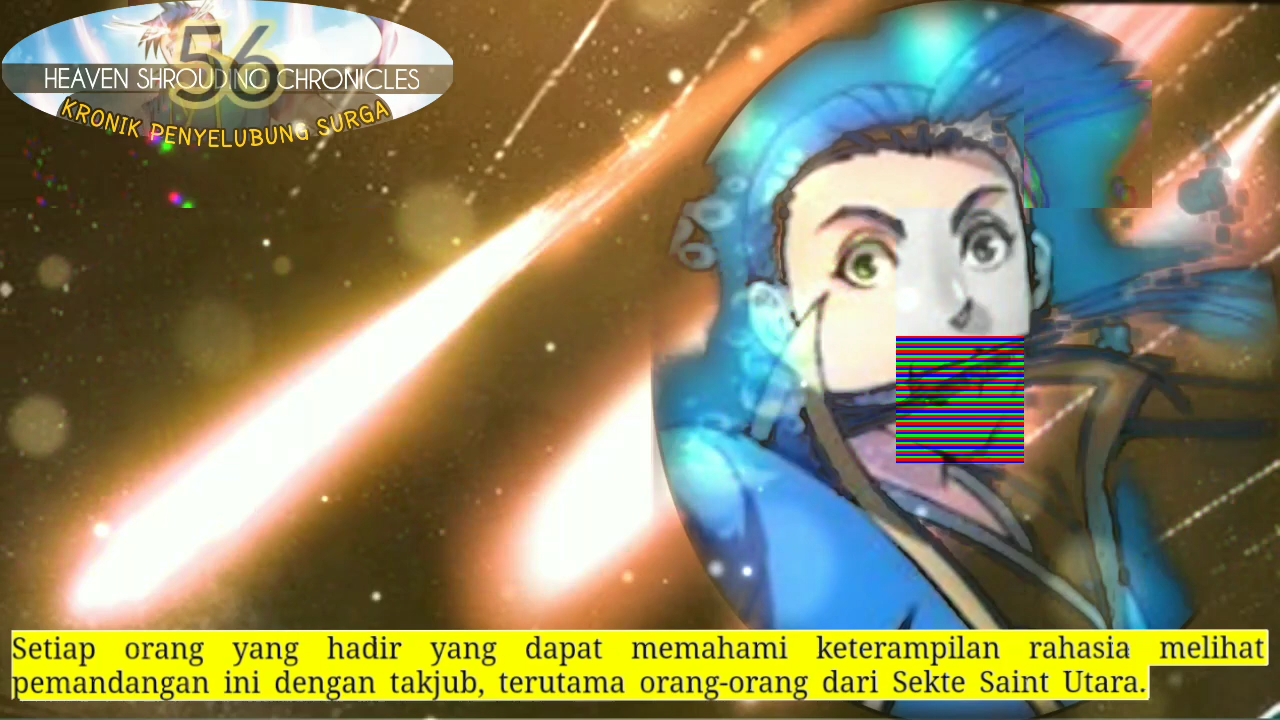 56
HEAVEN SHROUDING CHRONICLES
KRONIK PENYELUBUNG SURGA
Setiap orang yang hadir yang dapat memahami keterampilan rahasia melihat
pemandangan ini dengan takjub, terutama orang-orang dari Sekte Saint Utara.